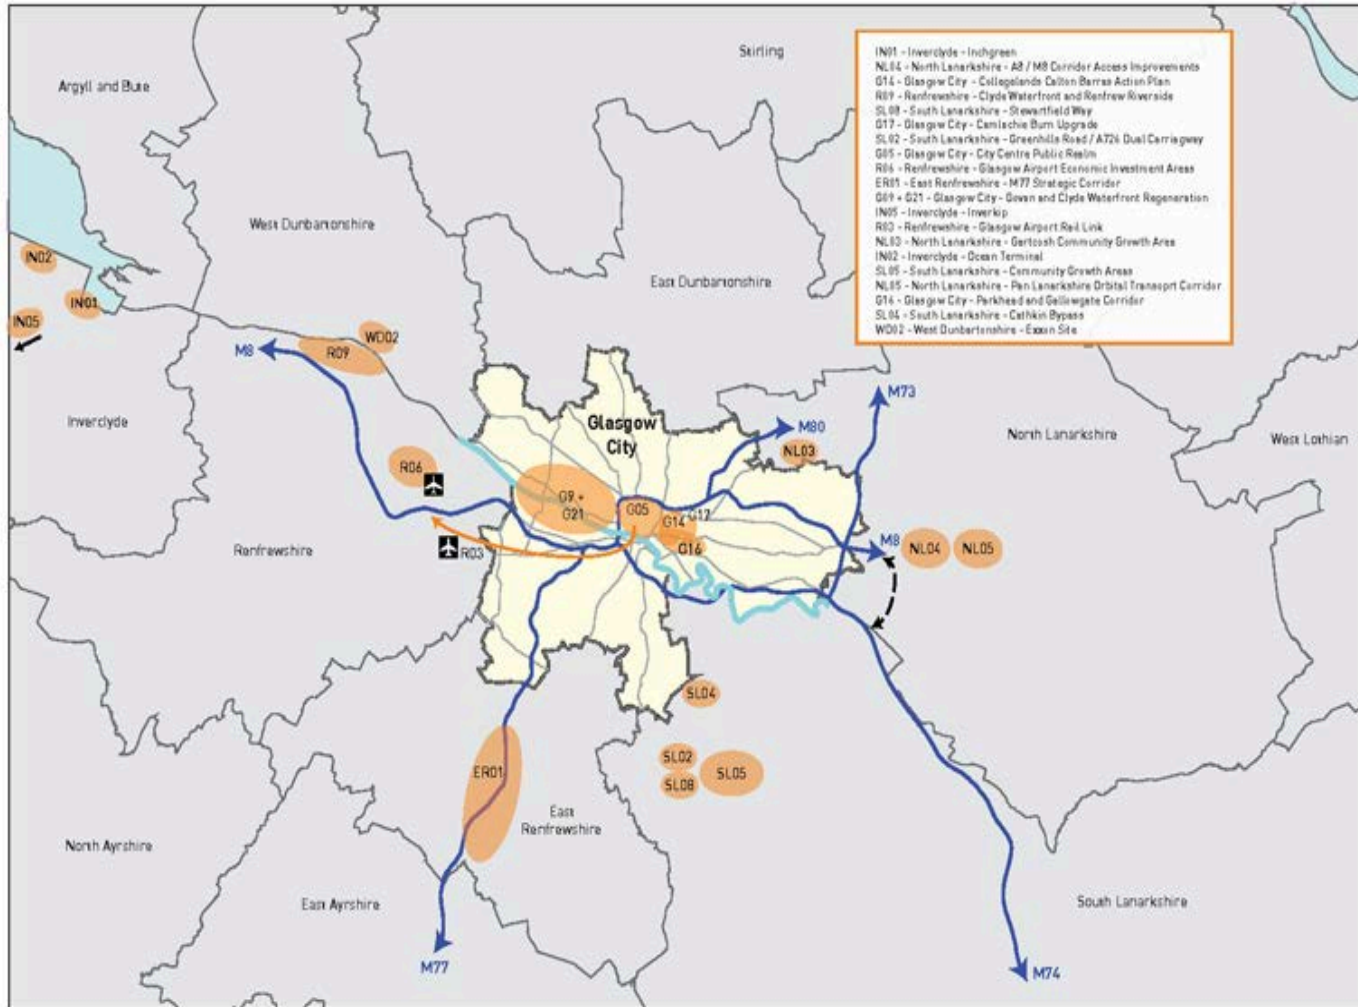 Stirling
Argyll and Bute
IN01 - Inverclyde - Inchgreen
NL04 - North Lanarkshire - A8 / M8 Corridor Access Improvements
G14 - Glasgow City - Collegelands Calton Barras Action Plan
R09 - Renfrewshire - Clyde Waterfront and Renfrew Riverside
SL08 - South Lanarkshire - Stewartfield Way
G17 - Glasgow City - Camlachie Burn Upgrade
SL02 - South Lanarkshire - Greenhills Road / A726 Dual Carriagway
G05 - Glasgow City - City Centre Public Realm
R06 - Renfrewshire - Glasgow Airport Economic Investment Areas
ER01 - East Renfrewshire - M77 Strategic Corridor
G09 + G21 - Glasgow City - Govan and Clyde Waterfront Regeneration
IN05 - Inverclyde - Inverkip
R03 - Renfrewshire - Glasgow Airport Rail Link
NL03 - North Lanarkshire - Gartcosh Community Growth Area
IN02 - Inverclyde - Ocean Terminal
SL05 - South Lanarkshire - Community Growth Areas
NL05 - North Lanarkshire - Pan Lanarkshire Orbital Transoprt Corridor
G16 - Glasgow City - Parkhead and Gallowgate Corridor
SL04 - South Lanarkshire - Cathkin Bypass
WD02 - West Dunbartonshire - Exxon Site
West Dunbartonshire
IN02
East Dunbartonshire
IN01
IN05
WD02
M8
R09
M73
Inverclyde
Glasgow
City
M80
North Lanarkshire
West Lothian
NL03
R06
G9 +
G21
G05
G14
G17
G16
M8
NL04
NL05
Renfrewshire
R03
SL04
SL02
SL05
SL08
ER01
East
Renfrewshire
North Ayrshire
East Ayrshire
South Lanarkshire
M77
M74